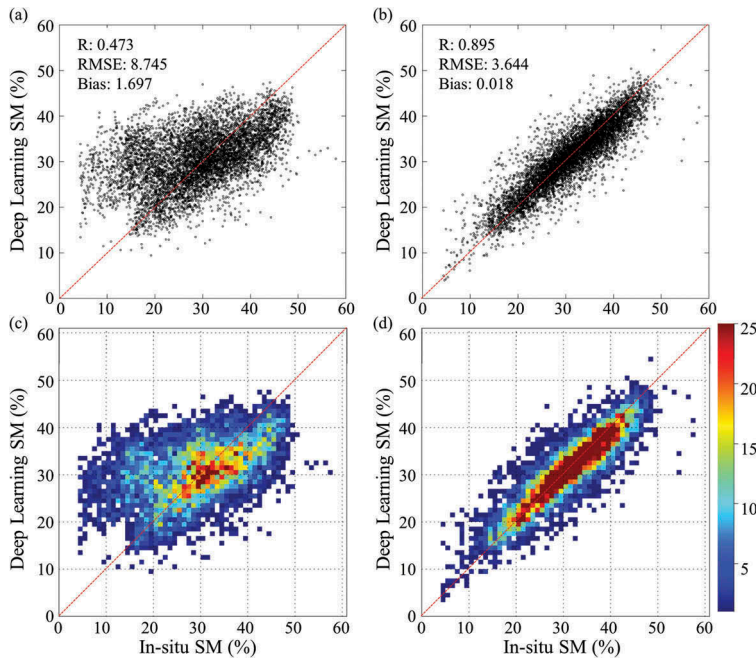 (a)
60
50
40
30
20
10
0
Deep Learning SM (%)
R: 0.473
RMSE: 8.745
Bias: 1.697
0 10 20 30 40 50 60
(b)
60
50
40
30
20
10
0
Deep Learning SM (%)
R: 0.895
RMSE: 3.644
Bias: 0.018
0 10 20 30 40 50 60
(c)
60
50
40
30
20
10
0
Deep Learning SM (%)
0 10 20 30 40 50 60
In-situ SM (%)
(d)
60
50
40
30
20
10
0
Deep Learning SM (%)
0 10 20 30 40 50 60
In-situ SM (%)
25
20
15
10
5